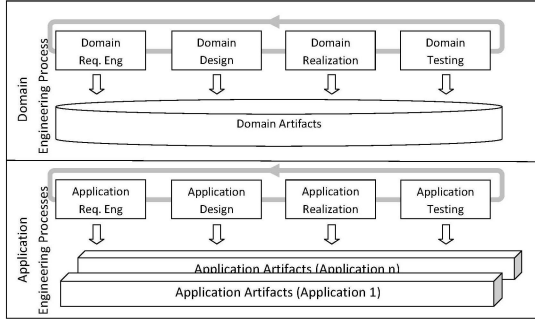 Domain
Engineering Process
Domain
Req. Eng
Domain
Design
Domain
Realization
Domain
Testing
Domain Artifacts
Application
Engineering Processes
Application
Req. Eng
Application
Design
Application
Realization
Application
Testing
Application Artifacts (Application n)
Application Artifacts (Application 1)